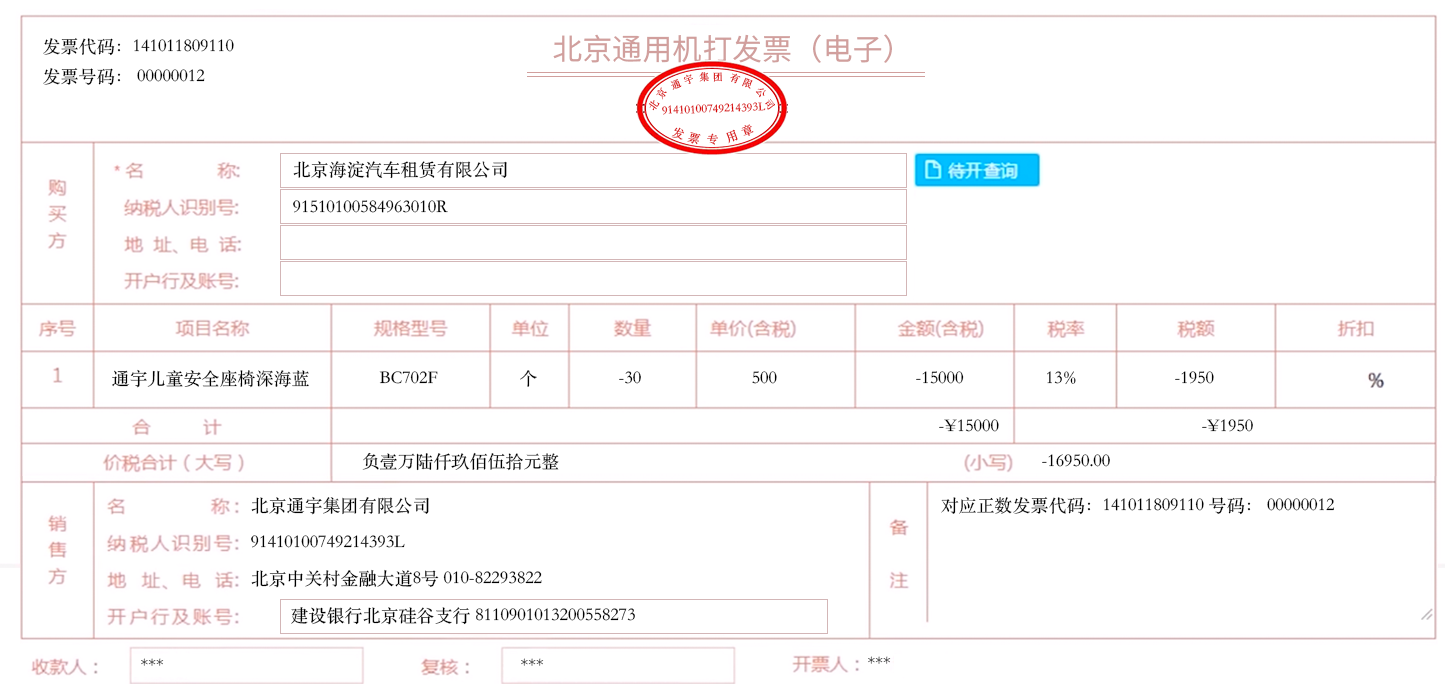 发票代码： 141011809110
发票号码： 00000012
北京通用机打发票（电子）
北京通宇集团有限公司
91410100749214393L
发票专用章
购买方
* 名 称: 北京海淀汽车租赁有限公司 待开查询
纳税人识别号: 91510100584963010R
地 址、电 话:
开户行及账号:
序号 项目名称 规格型号 单位 数量 单价(含税) 金额(含税) 税率 税额 折扣
1 通宇儿童安全座椅深海蓝 BC702F 个 -30 500 -15000 13% -1950 %
合 计 -¥15000 -¥1950
价税合计（大写） 负壹万陆仟玖佰伍拾元整 (小写) -16950.00
销售方
名 称: 北京通宇集团有限公司
纳税人识别号: 91410100749214393L
地 址、电 话: 北京中关村金融大道8号 010-82293822
开户行及账号: 建设银行北京硅谷支行 8110901013200558273
备注
对应正数发票代码：141011809110 号码： 00000012
收款人： *** 复核： *** 开票人：***